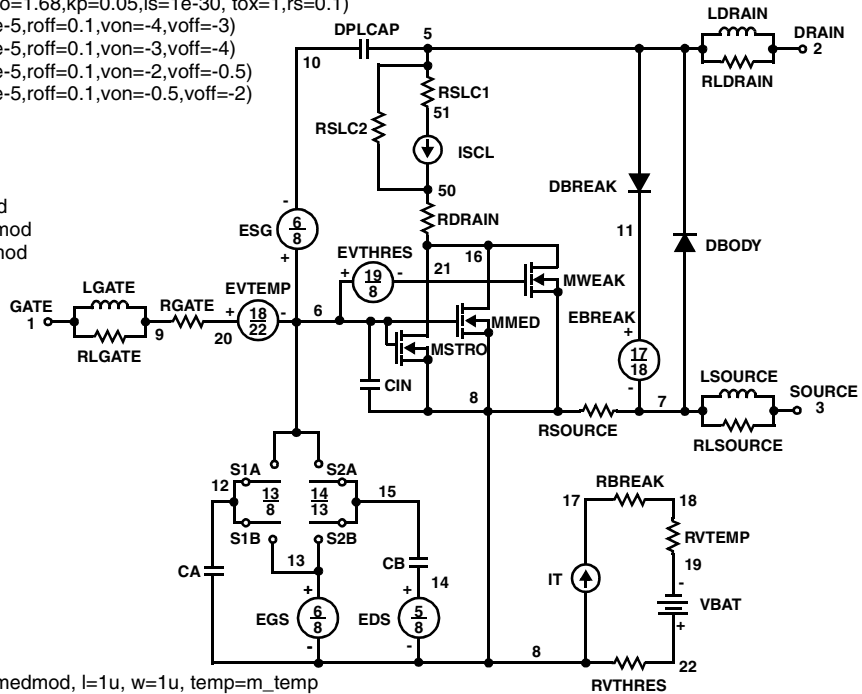 o=1.68,kp=0.05,is=1e-30, tox=1,rs=0.1)
e-5,roff=0.1,von=-4,voff=-3)
e-5,roff=0.1,von=-3,voff=-4)
e-5,roff=0.1,von=-2,voff=-0.5)
e-5,roff=0.1,von=-0.5,voff=-2)
d
mod
nod
LDRAIN
DPLCAP 5 DRAIN
10 2
RSLC1 RLDRAIN
51
RSLC2
ISCL
50
DBREAK
RDRAIN
ESG 6/8
- +
11
DBODY
EVTHRES 16
+ 19/8 - 21
MWEAK
LGATE EVTEMP
GATE RGATE + 18/22 - 6
1
9 20
RLGATE
EBREAK +
MMED
MSTRO
17/18
-
CIN
LSOURCE
8 7 SOURCE
3
RSOURCE
RLSOURCE
S1A S2A
12 13/8 14/13 15
S1B S2B
13
CA CB
+ + 14
EGS 6/8 EDS 5/8
- -
RBREAK
17 18
RVTEMP
19
IT -
VBAT
+
8 22
RVTHRES
medmod, l=1u, w=1u, temp=m_temp